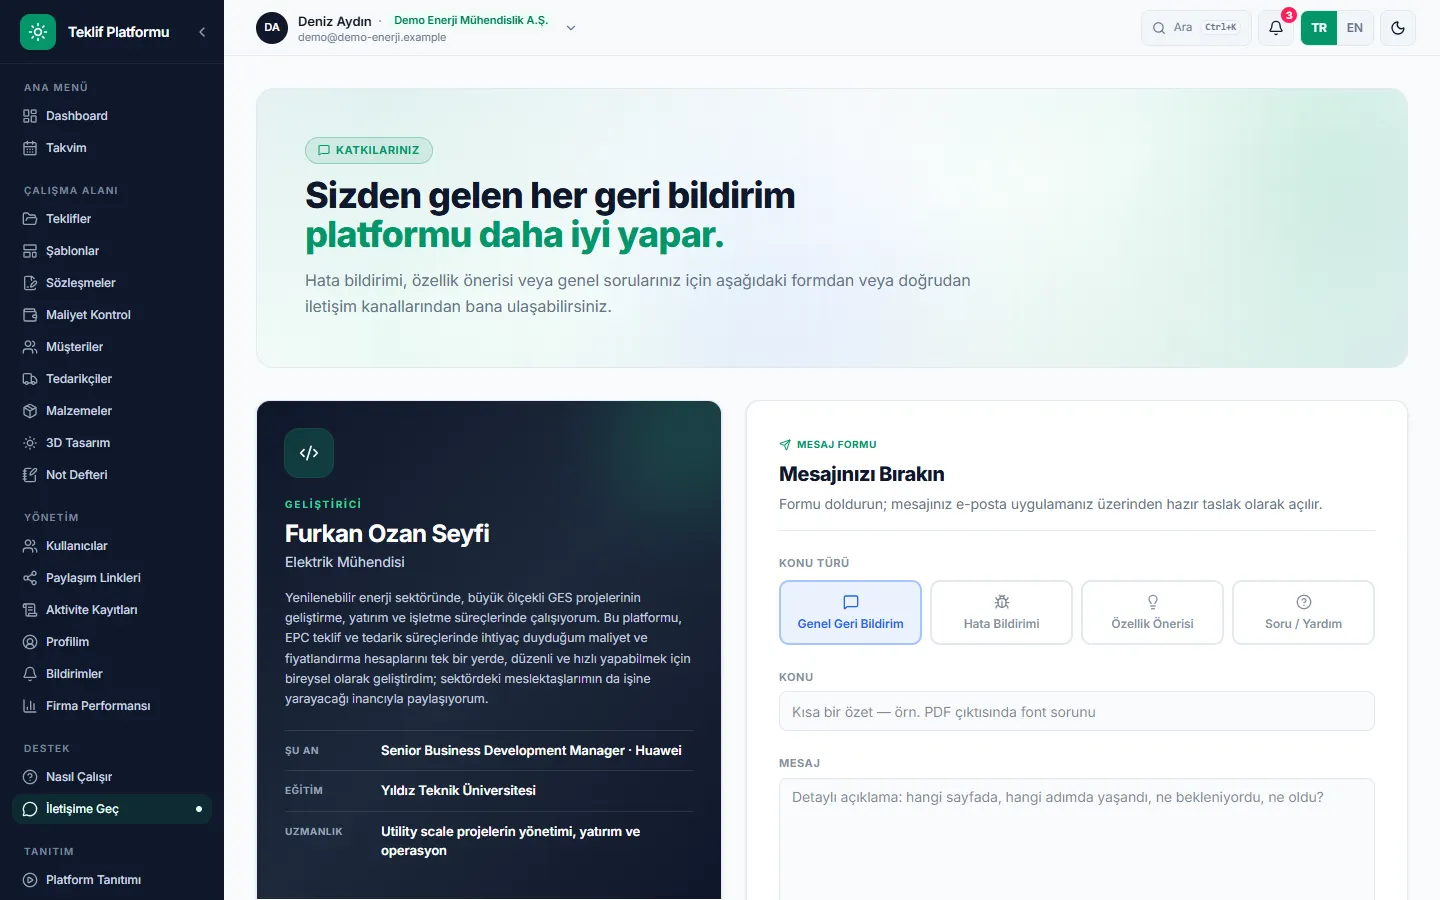 Teklif Platformu
ANA MENÜ
Dashboard
Takvim
ÇALIŞMA ALANI
Teklifler
Şablonlar
Sözleşmeler
Maliyet Kontrol
Müşteriler
Tedarikçiler
Malzemeler
3D Tasarım
Not Defteri
YÖNETİM
Kullanıcılar
Paylaşım Linkleri
Aktivite Kayıtları
Profilim
Bildirimler
Firma Performansı
DESTEK
Nasıl Çalışır
İletişime Geç
TANITIM
Platform Tanıtımı
DA
Deniz Aydın · Demo Enerji Mühendislik A.Ş.
demo@demo-enerji.example
Ara Ctrl+K
3
TR EN
KATKILARINIZ
Sizden gelen her geri bildirim
platformu daha iyi yapar.
Hata bildirimi, özellik önerisi veya genel sorularınız için aşağıdaki formdan veya doğrudan
iletişim kanallarından bana ulaşabilirsiniz.
GELİŞTİRİCİ
Furkan Ozan Seyfi
Elektrik Mühendisi
Yenilenebilir enerji sektöründe, büyük ölçekli GES projelerinin
geliştirme, yatırım ve işletme süreçlerinde çalışıyorum. Bu platformu,
EPC teklif ve tedarik süreçlerinde ihtiyaç duyduğum maliyet ve
fiyatlandırma hesaplarını tek bir yerde, düzenli ve hızlı yapabilmek için
bireysel olarak geliştirdim; sektördeki meslektaşlarımın da işine
yarayacağı inancıyla paylaşıyorum.
ŞU AN Senior Business Development Manager · Huawei
EĞİTİM Yıldız Teknik Üniversitesi
UZMANLIK Utility scale projelerin yönetimi, yatırım ve
operasyon
MESAJ FORMU
Mesajınızı Bırakın
Formu doldurun; mesajınız e-posta uygulamanız üzerinden hazır taslak olarak açılır.
KONU TÜRÜ
Genel Geri Bildirim
Hata Bildirimi
Özellik Önerisi
Soru / Yardım
KONU
Kısa bir özet — örn. PDF çıktısında font sorunu
MESAJ
Detaylı açıklama: hangi sayfada, hangi adımda yaşandı, ne bekleniyordu, ne oldu?